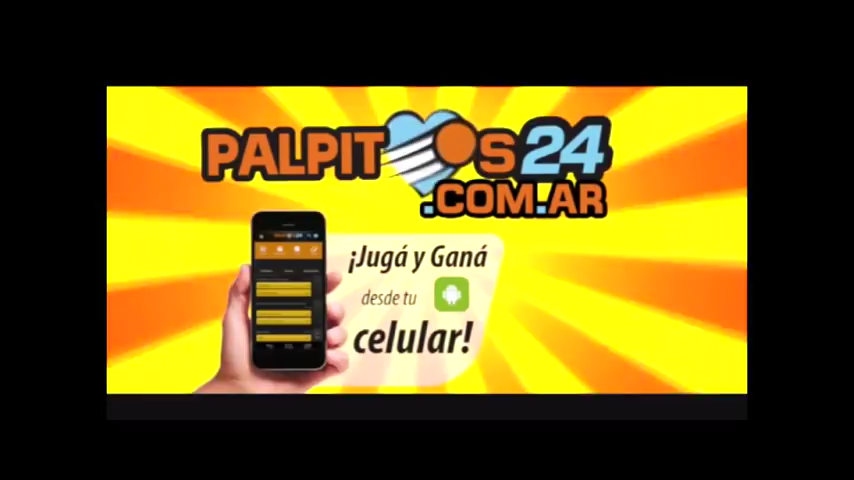 PALPITOS24
.COM.AR
¡Jugá y Ganá
desde tu
celular!